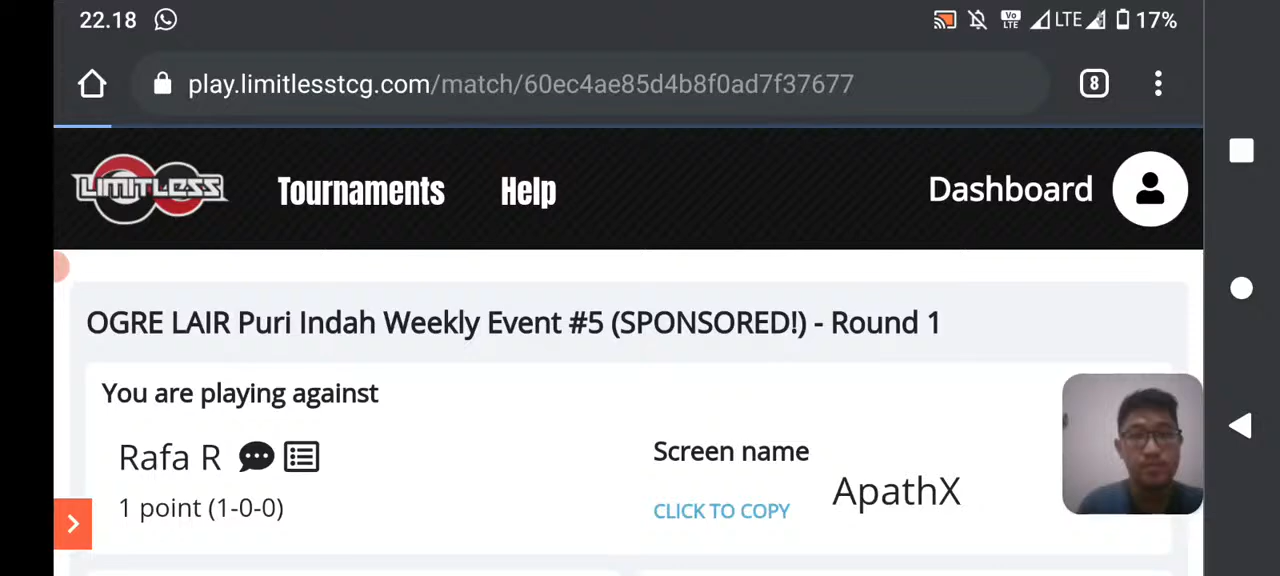 22.18
Vo LTE LTE 17%
play.limitlesstcg.com/match/60ec4ae85d4b8f0ad7f37677
8
LIMITLESS Tournaments Help Dashboard
OGRE LAIR Puri Indah Weekly Event #5 (SPONSORED!) - Round 1
You are playing against
Rafa R
1 point (1-0-0)
Screen name
CLICK TO COPY ApathX